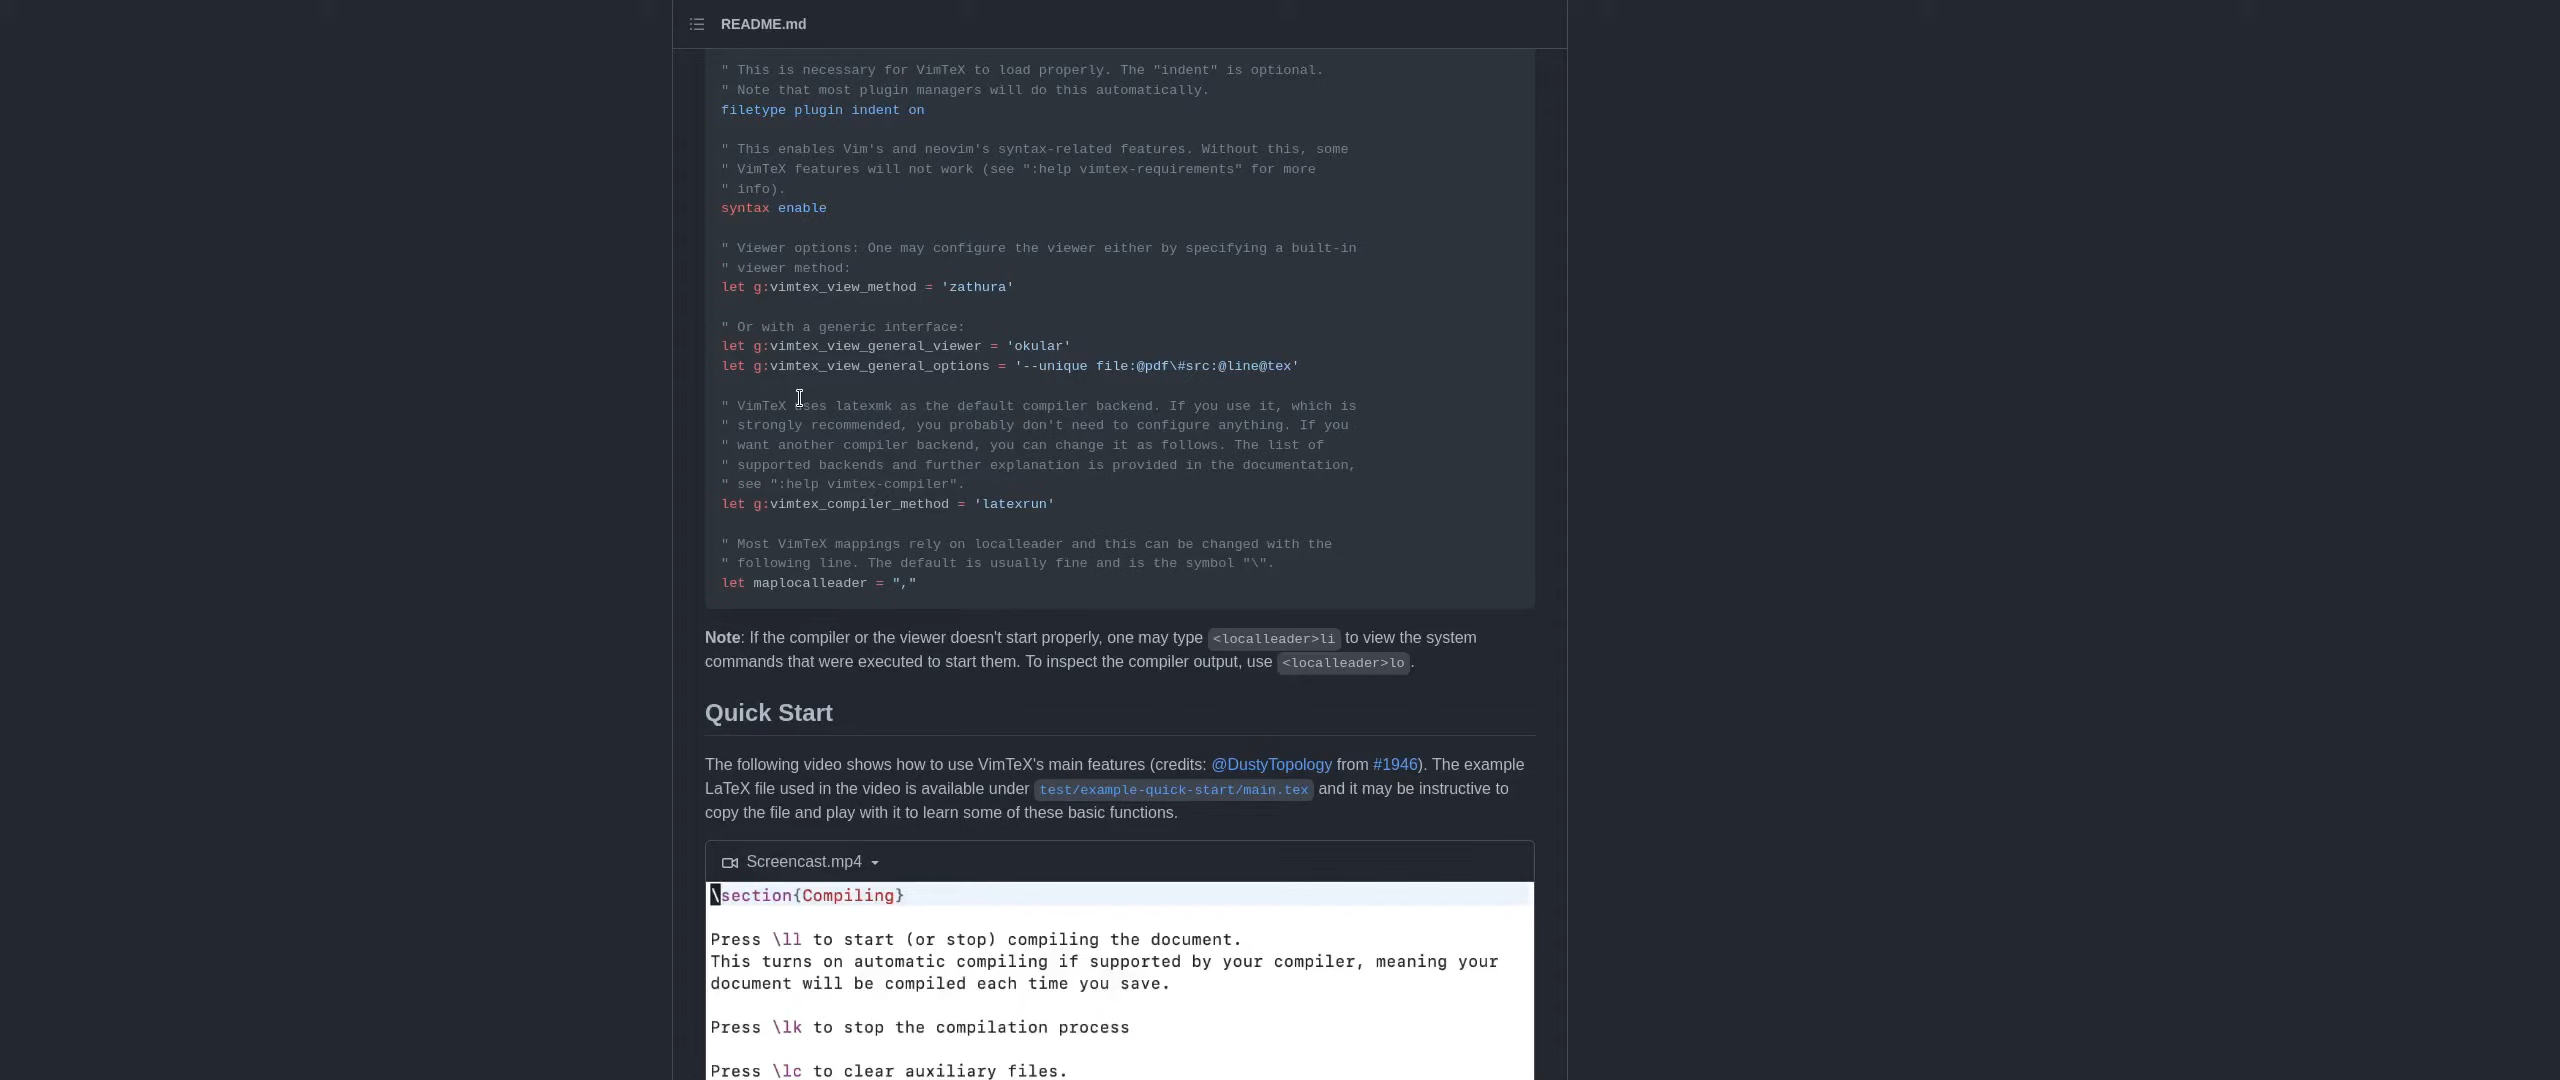 README.md
" This is necessary for VimTeX to load properly. The "indent" is optional.
" Note that most plugin managers will do this automatically.
filetype plugin indent on
" This enables Vim's and neovim's syntax-related features. Without this, some
" VimTeX features will not work (see ":help vimtex-requirements" for more
" info).
syntax enable
" Viewer options: One may configure the viewer either by specifying a built-in
" viewer method:
let g:vimtex_view_method = 'zathura'
" Or with a generic interface:
let g:vimtex_view_general_viewer = 'okular'
let g:vimtex_view_general_options = '--unique file:@pdf\#src:@line@tex'
" VimTeX uses latexmk as the default compiler backend. If you use it, which is
" strongly recommended, you probably don't need to configure anything. If you
" want another compiler backend, you can change it as follows. The list of
" supported backends and further explanation is provided in the documentation,
" see ":help vimtex-compiler".
let g:vimtex_compiler_method = 'latexrun'
" Most VimTeX mappings rely on localleader and this can be changed with the
" following line. The default is usually fine and is the symbol "\".
let maplocalleader = ","
Note: If the compiler or the viewer doesn't start properly, one may type <localleader>li to view the system
commands that were executed to start them. To inspect the compiler output, use <localleader>lo.
Quick Start
The following video shows how to use VimTeX's main features (credits: @DustyTopology from #1946). The example
LaTeX file used in the video is available under test/example-quick-start/main.tex and it may be instructive to
copy the file and play with it to learn some of these basic functions.
Screencast.mp4
\section{Compiling}
Press \ll to start (or stop) compiling the document.
This turns on automatic compiling if supported by your compiler, meaning your
document will be compiled each time you save.
Press \lk to stop the compilation process
Press \lc to clear auxiliary files.